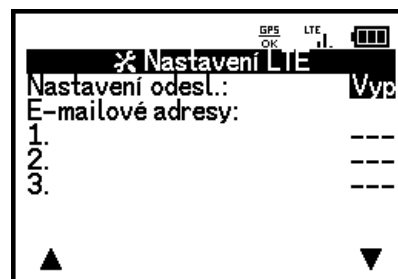 GPS LTE
OK
Nastavení LTE
Nastavení odesl.: Vyp
E-mailové adresy:
1. ---
2. ---
3. ---